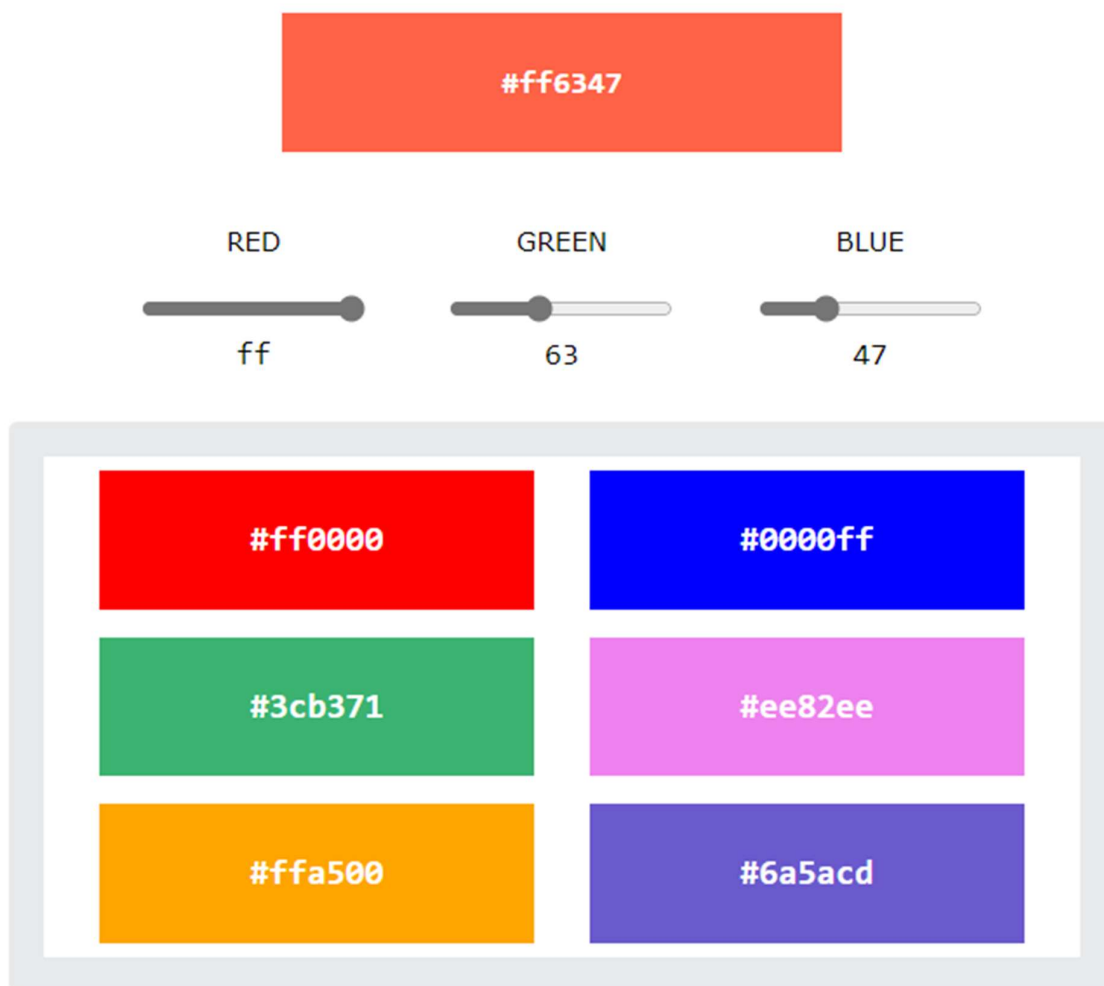 #ff6347
RED GREEN BLUE
ff 63 47
#ff0000 #0000ff
#3cb371 #ee82ee
#ffa500 #6a5acd